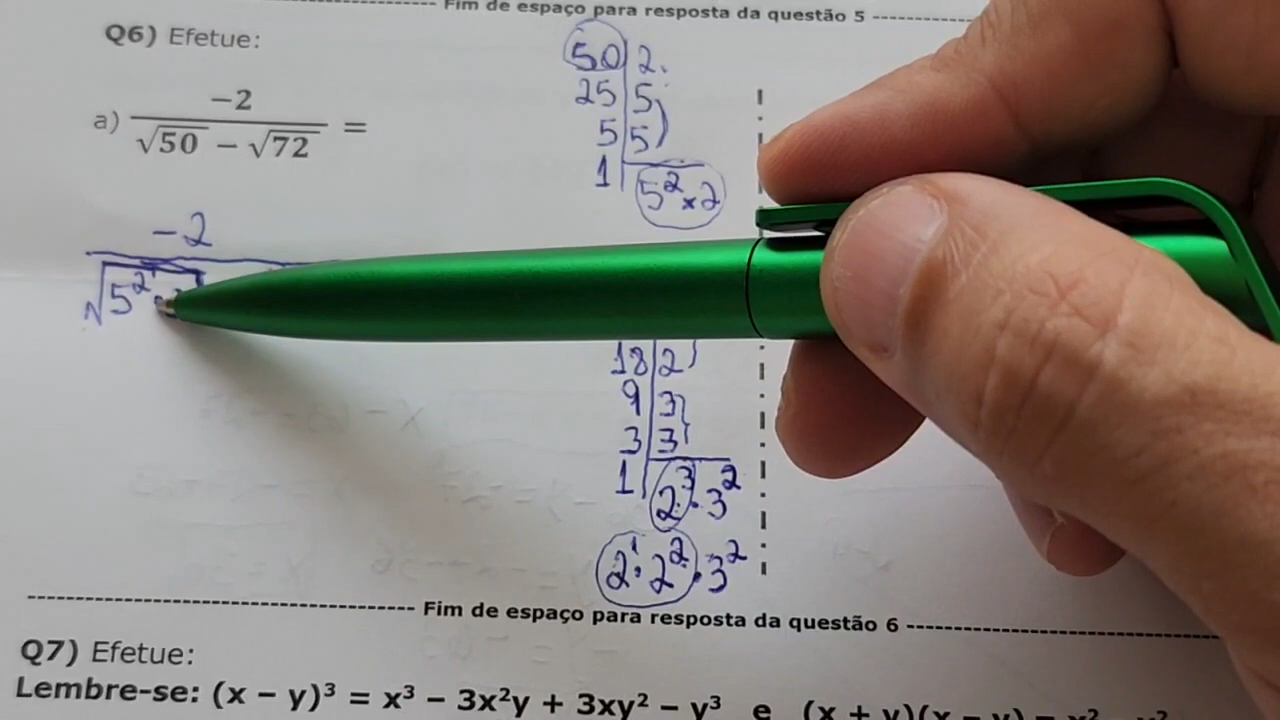 Fim de espaço para resposta da questão 5
Q6) Efetue:
a) -2 / √50 - √72 =
50 | 2
25 | 5
5 | 5
1 | 5² × 2
-2
√5² ·
18 | 2
9 | 3
3 | 3
1 | 2³ · 3²
2¹ · 2² · 3²
Fim de espaço para resposta da questão 6
Q7) Efetue:
Lembre-se: (x − y)³ = x³ − 3x²y + 3xy² − y³ e (x + y)(x − y) = x² y²